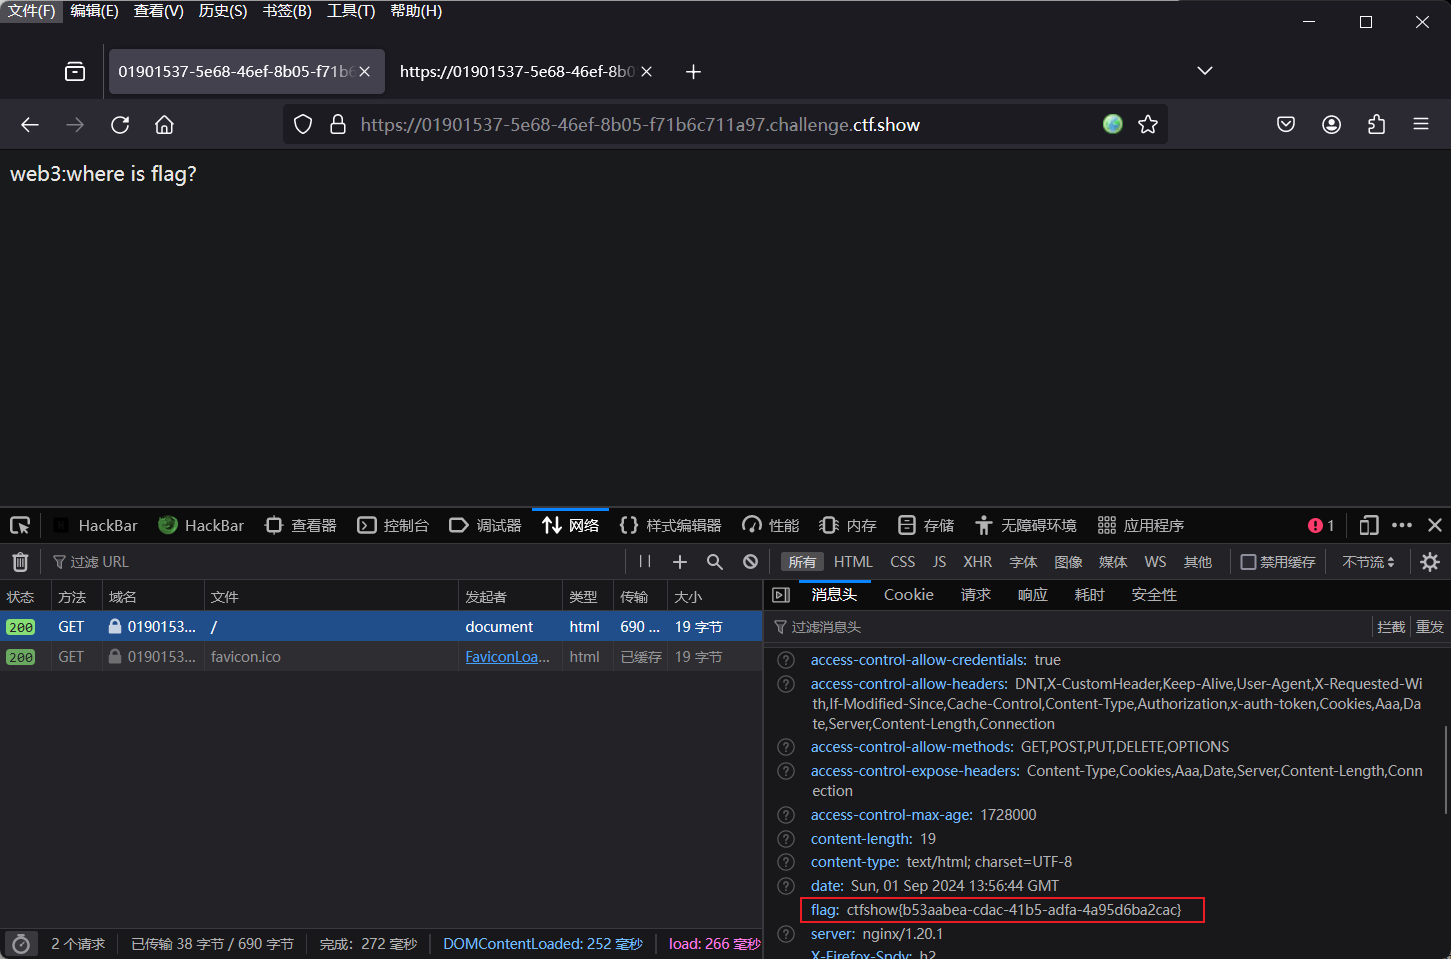 文件(F) 编辑(E) 查看(V) 历史(S) 书签(B) 工具(T) 帮助(H)
01901537-5e68-46ef-8b05-f71b6 https://01901537-5e68-46ef-8b0
https://01901537-5e68-46ef-8b05-f71b6c711a97.challenge.ctf.show
web3:where is flag?
HackBar HackBar 查看器 控制台 调试器 网络 样式编辑器 性能 内存 存储 无障碍环境 应用程序 1
过滤 URL 所有 HTML CSS JS XHR 字体 图像 媒体 WS 其他 禁用缓存 不节流
状态 方法 域名 文件 发起者 类型 传输 大小
200 GET 0190153... / document html 690 ... 19 字节
200 GET 0190153... favicon.ico FaviconLoa... html 已缓存 19 字节
消息头 Cookie 请求 响应 耗时 安全性
过滤消息头 拦截 重发
access-control-allow-credentials: true
access-control-allow-headers: DNT,X-CustomHeader,Keep-Alive,User-Agent,X-Requested-Wi
th,If-Modified-Since,Cache-Control,Content-Type,Authorization,x-auth-token,Cookies,Aaa,Da
te,Server,Content-Length,Connection
access-control-allow-methods: GET,POST,PUT,DELETE,OPTIONS
access-control-expose-headers: Content-Type,Cookies,Aaa,Date,Server,Content-Length,Conn
ection
access-control-max-age: 1728000
content-length: 19
content-type: text/html; charset=UTF-8
date: Sun, 01 Sep 2024 13:56:44 GMT
flag: ctfshow{b53aabea-cdac-41b5-adfa-4a95d6ba2cac}
server: nginx/1.20.1
X-Firefox-Spdy: h2
2 个请求 已传输 38 字节 / 690 字节 完成：272 毫秒 DOMContentLoaded: 252 毫秒 load: 266 毫秒